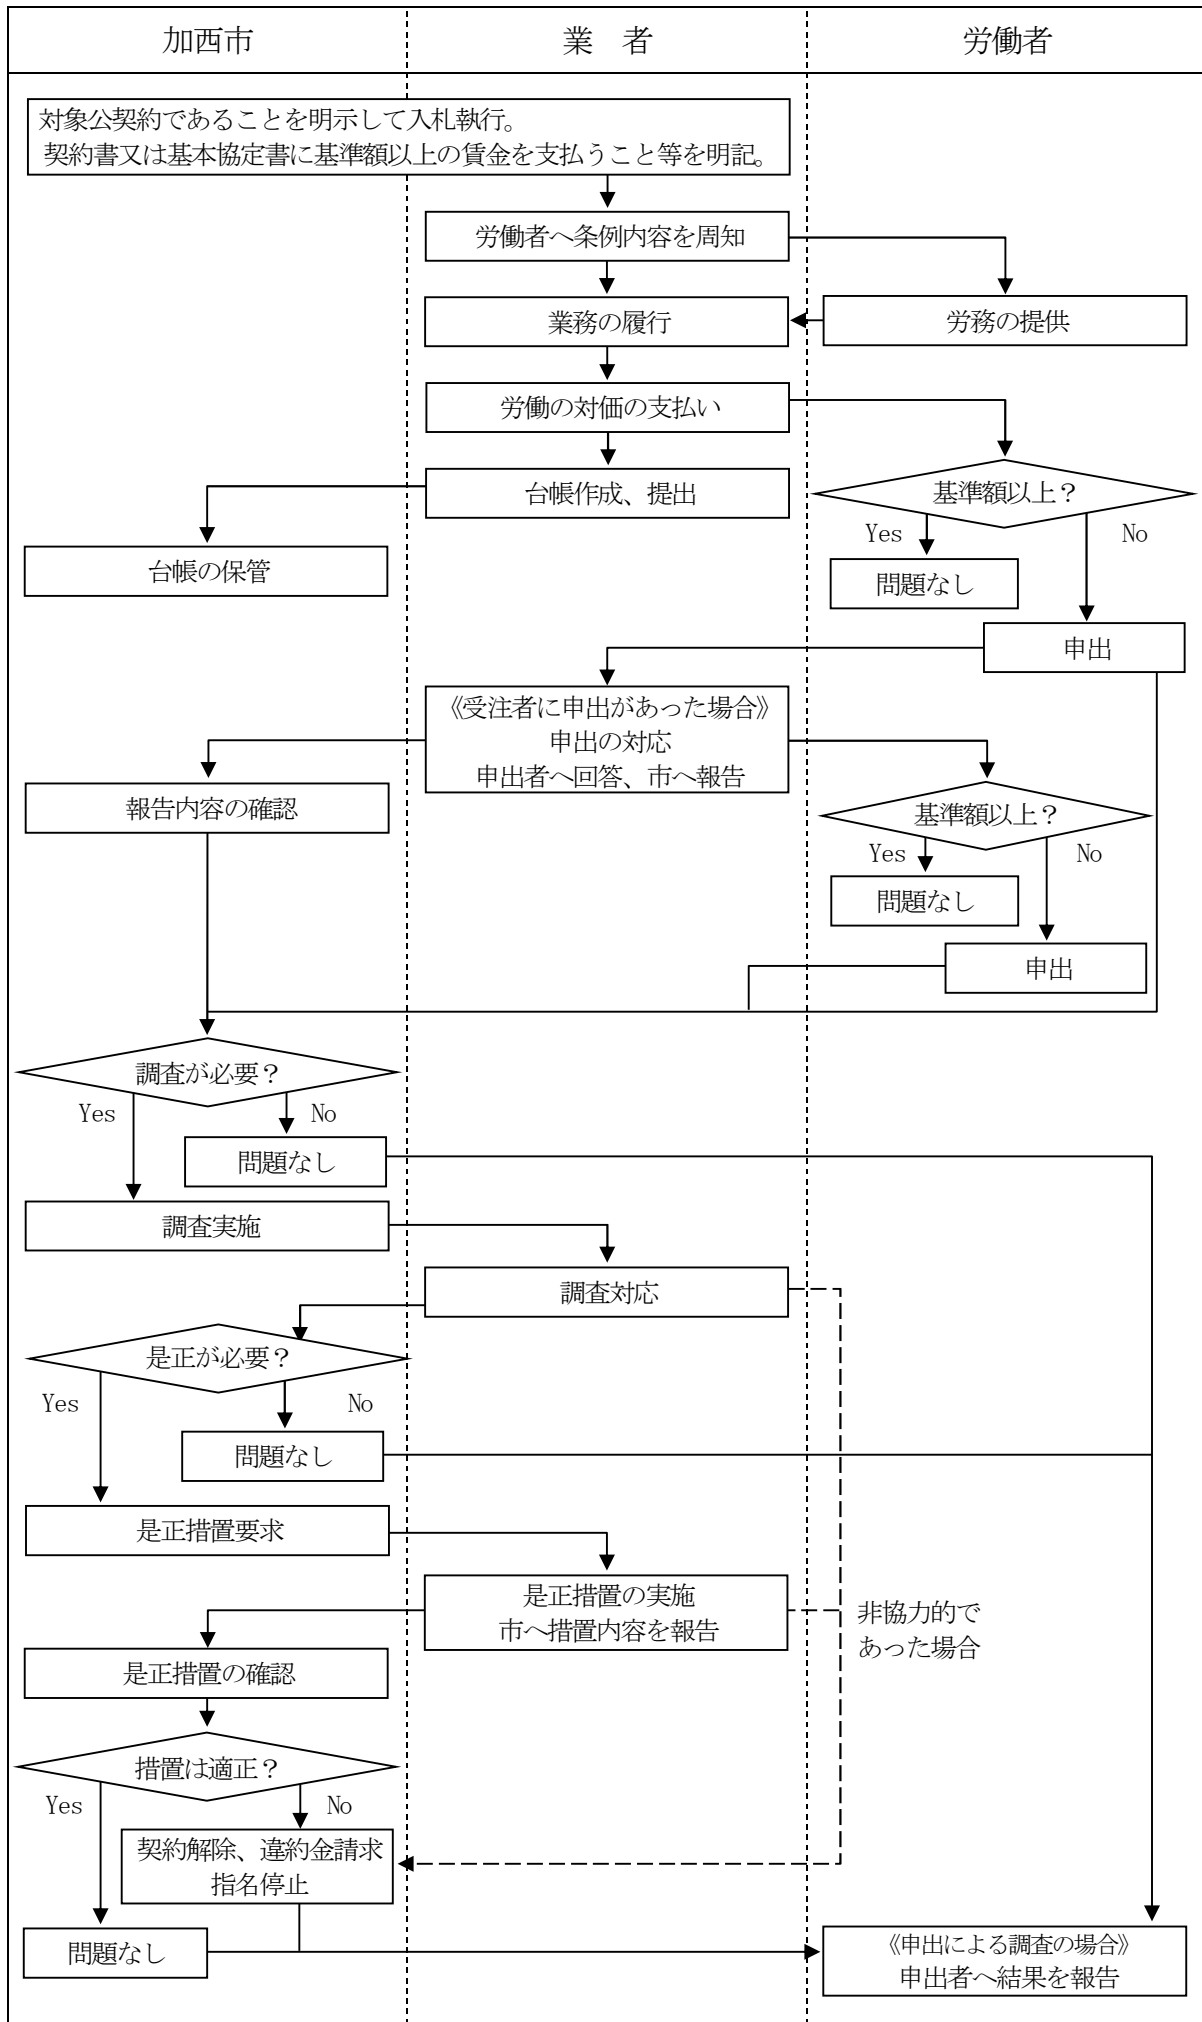 加西市
業　者
労働者
対象公契約であることを明示して入札執行。
契約書又は基本協定書に基準額以上の賃金を支払うこと等を明記。
労働者へ条例内容を周知
業務の履行
労務の提供
労働の対価の支払い
台帳作成、提出
基準額以上？
Yes
No
台帳の保管
問題なし
申出
《受注者に申出があった場合》
申出の対応
申出者へ回答、市へ報告
報告内容の確認
基準額以上？
Yes
No
問題なし
申出
調査が必要？
Yes
No
問題なし
調査実施
調査対応
是正が必要？
Yes
No
問題なし
是正措置要求
是正措置の実施
市へ措置内容を報告
非協力的で
あった場合
是正措置の確認
措置は適正？
Yes
No
契約解除、違約金請求
指名停止
問題なし
《申出による調査の場合》
申出者へ結果を報告